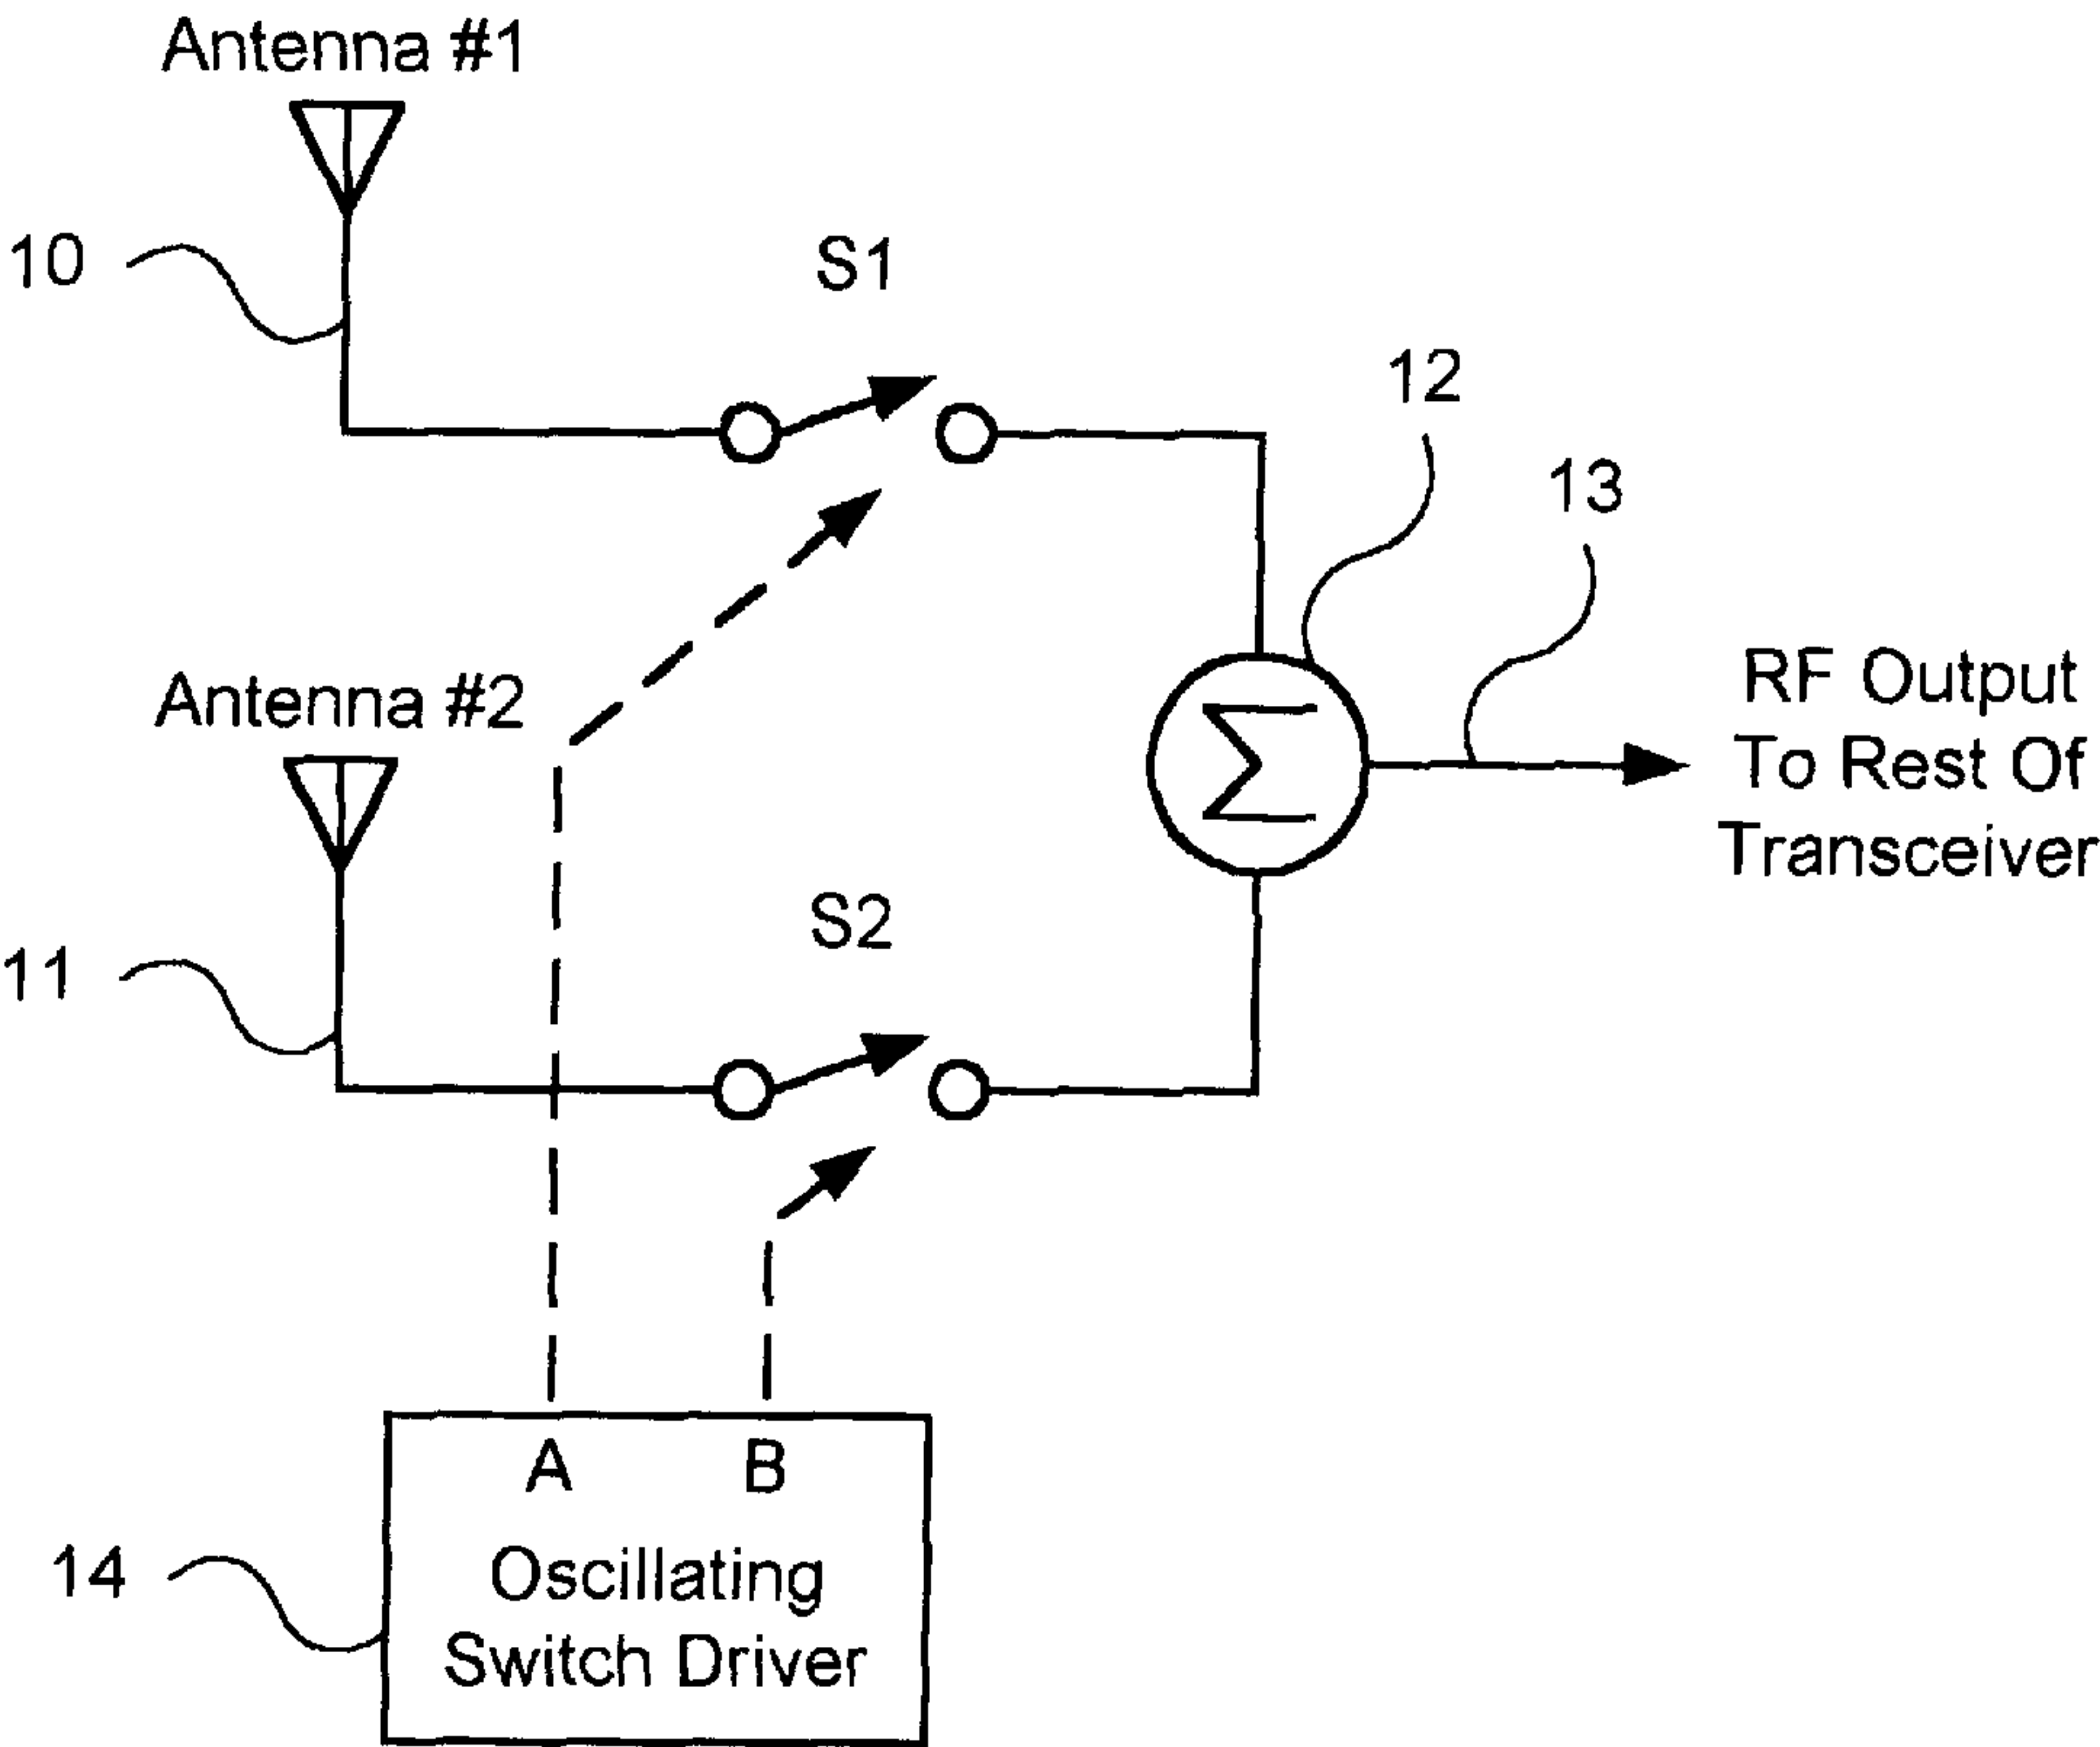 Antenna #1
10
S1
12
13
Antenna #2
RF Output
To Rest Of
Transceiver
Σ
S2
11
A B
Oscillating
Switch Driver
14